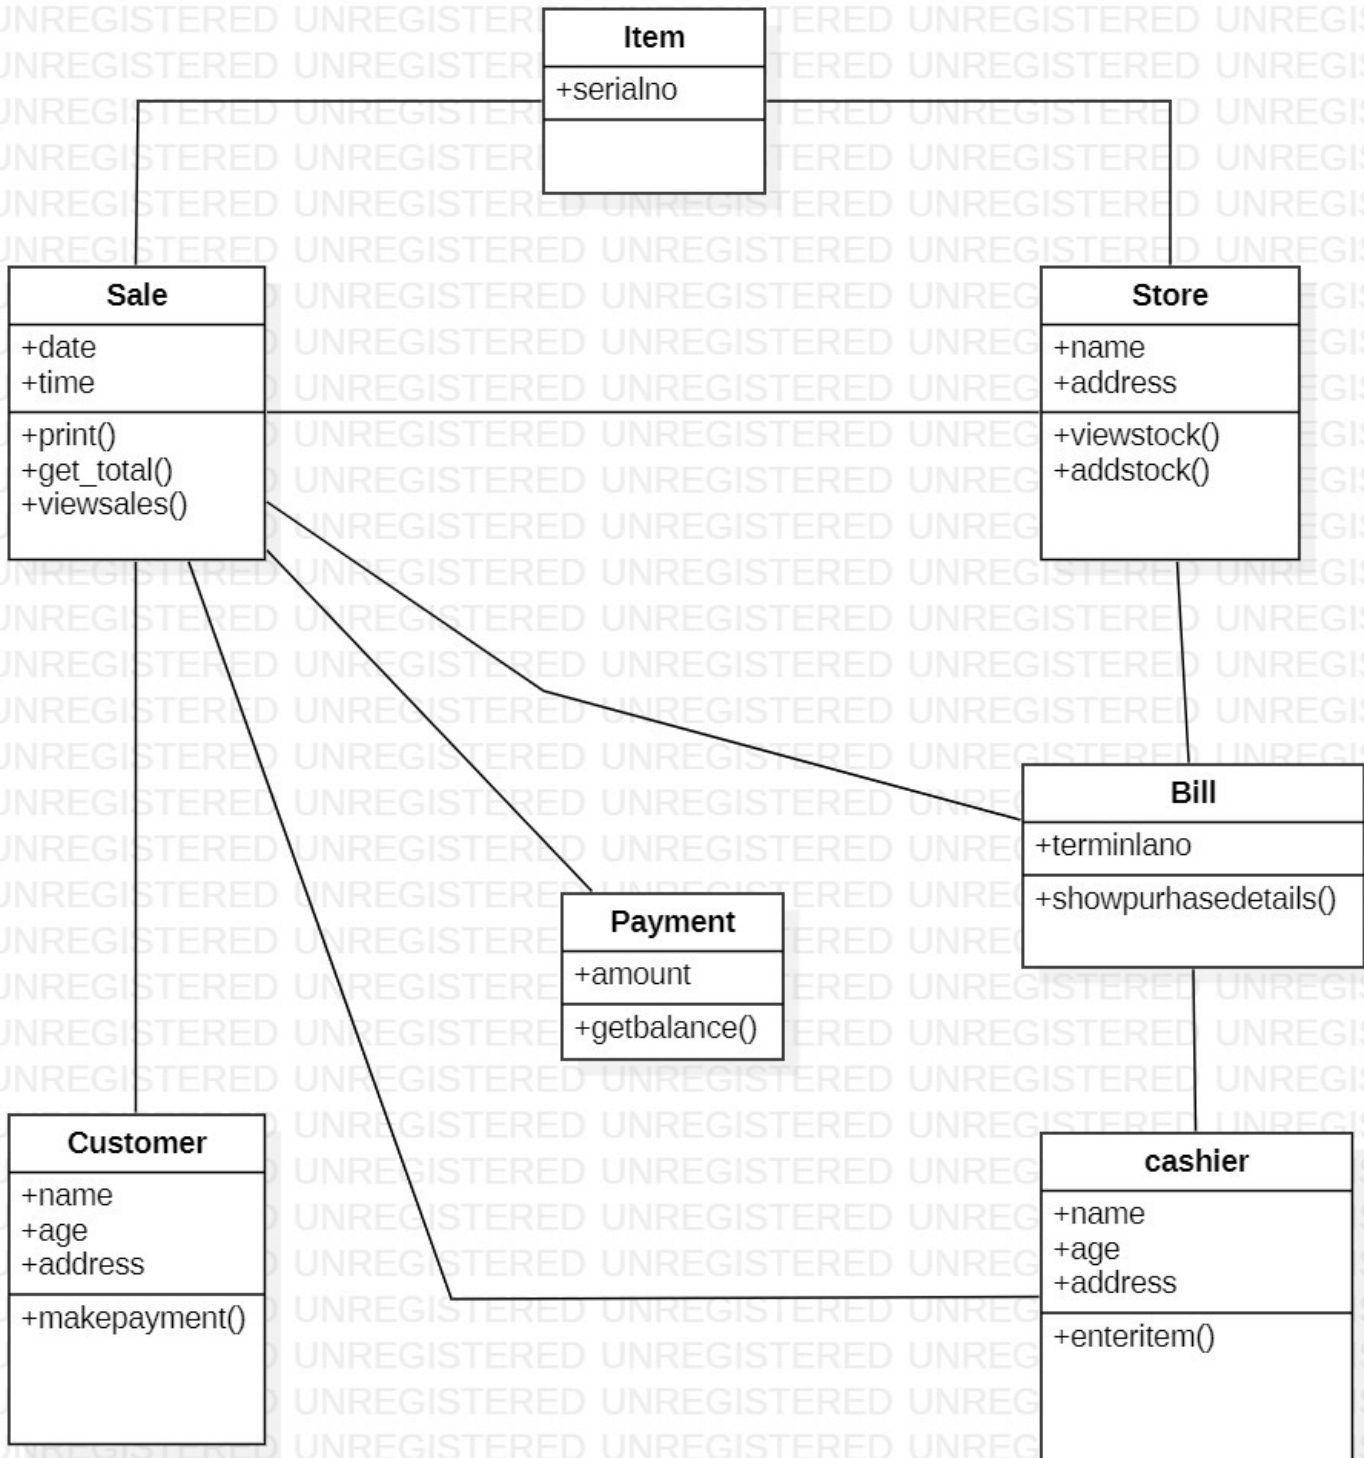 Item
+serialno
Sale
+date
+time
+print()
+get_total()
+viewsales()
Store
+name
+address
+viewstock()
+addstock()
Bill
+terminlano
+showpurhasedetails()
Payment
+amount
+getbalance()
Customer
+name
+age
+address
+makepayment()
cashier
+name
+age
+address
+enteritem()
UNREGISTERED